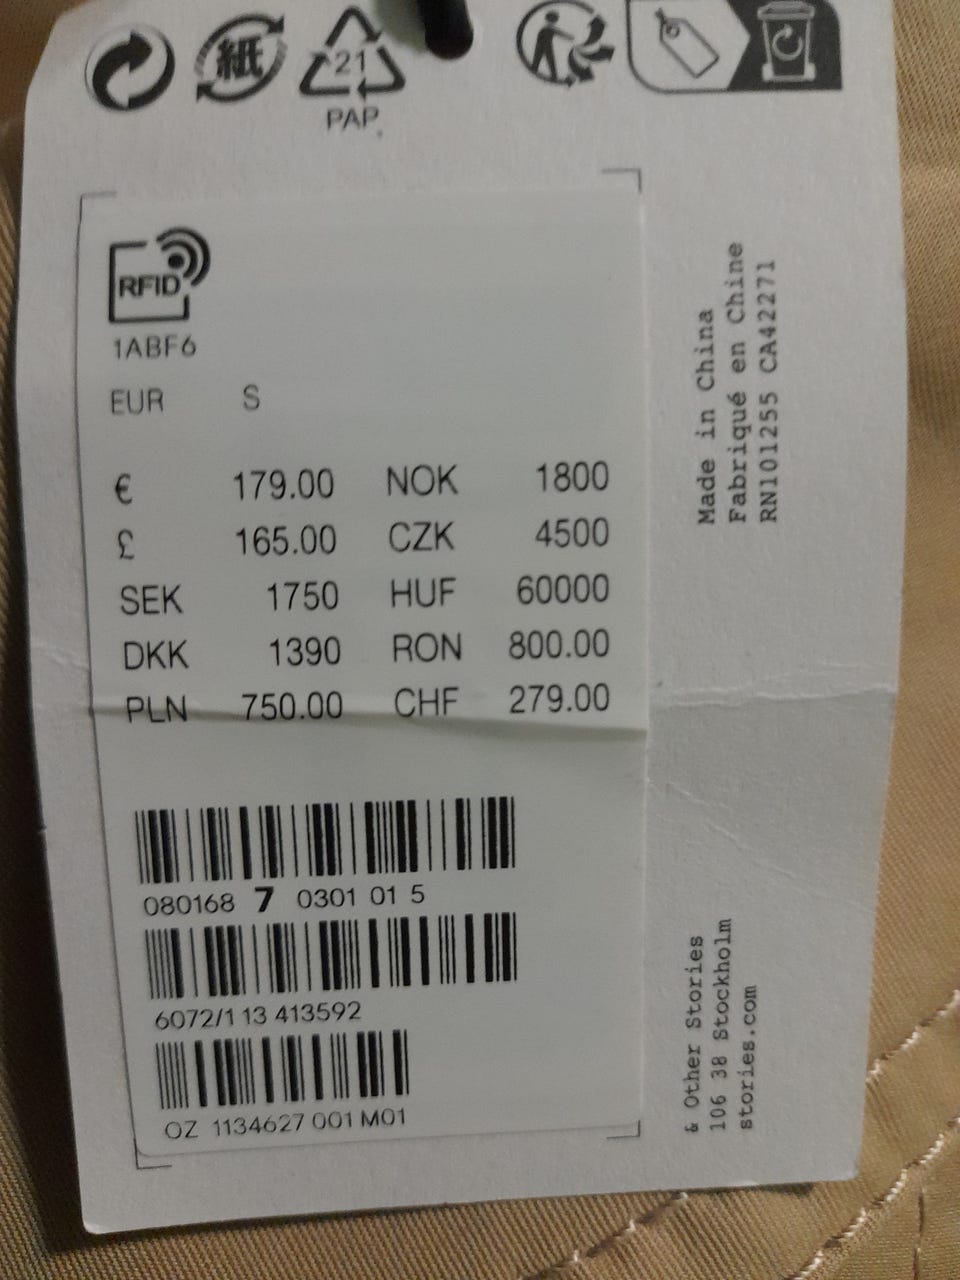 紙
21
PAP
RFID
1ABF6
EUR S
€ 179.00 NOK 1800
£ 165.00 CZK 4500
SEK 1750 HUF 60000
DKK 1390 RON 800.00
PLN 750.00 CHF 279.00
080168 7 0301 01 5
6072/1 13 413592
OZ 1134627 001 M01
Made in China
Fabriqué en Chine
RN101255 CA42271
& Other Stories
106 38 Stockholm
stories.com